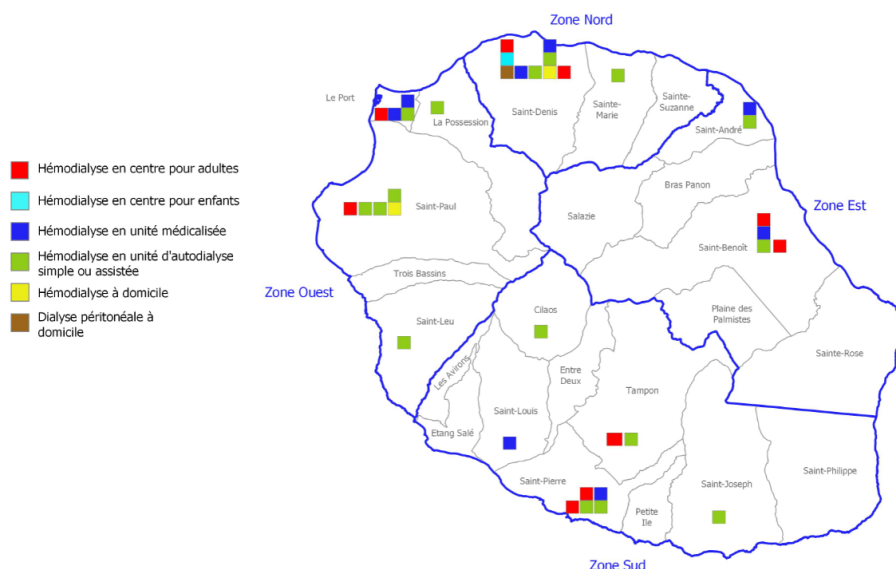 Zone Nord
Le Port
La Possession
Saint-Denis
Sainte-
Marie
Sainte-
Suzanne
Saint-André
Hémodialyse en centre pour adultes
Hémodialyse en centre pour enfants
Hémodialyse en unité médicalisée
Hémodialyse en unité d'autodialyse
simple ou assistée
Hémodialyse à domicile
Dialyse péritonéale à
domicile
Bras Panon
Saint-Paul
Salazie
Zone Est
Saint-Benoît
Trois Bassins
Zone Ouest
Saint-Leu
Cilaos
Plaine des
Palmistes
Sainte-Rose
Les Avirons
Entre
Deux
Tampon
Saint-Louis
Etang Salé
Saint-Pierre
Saint-Joseph
Saint-Philippe
Petite
Ile
Zone Sud